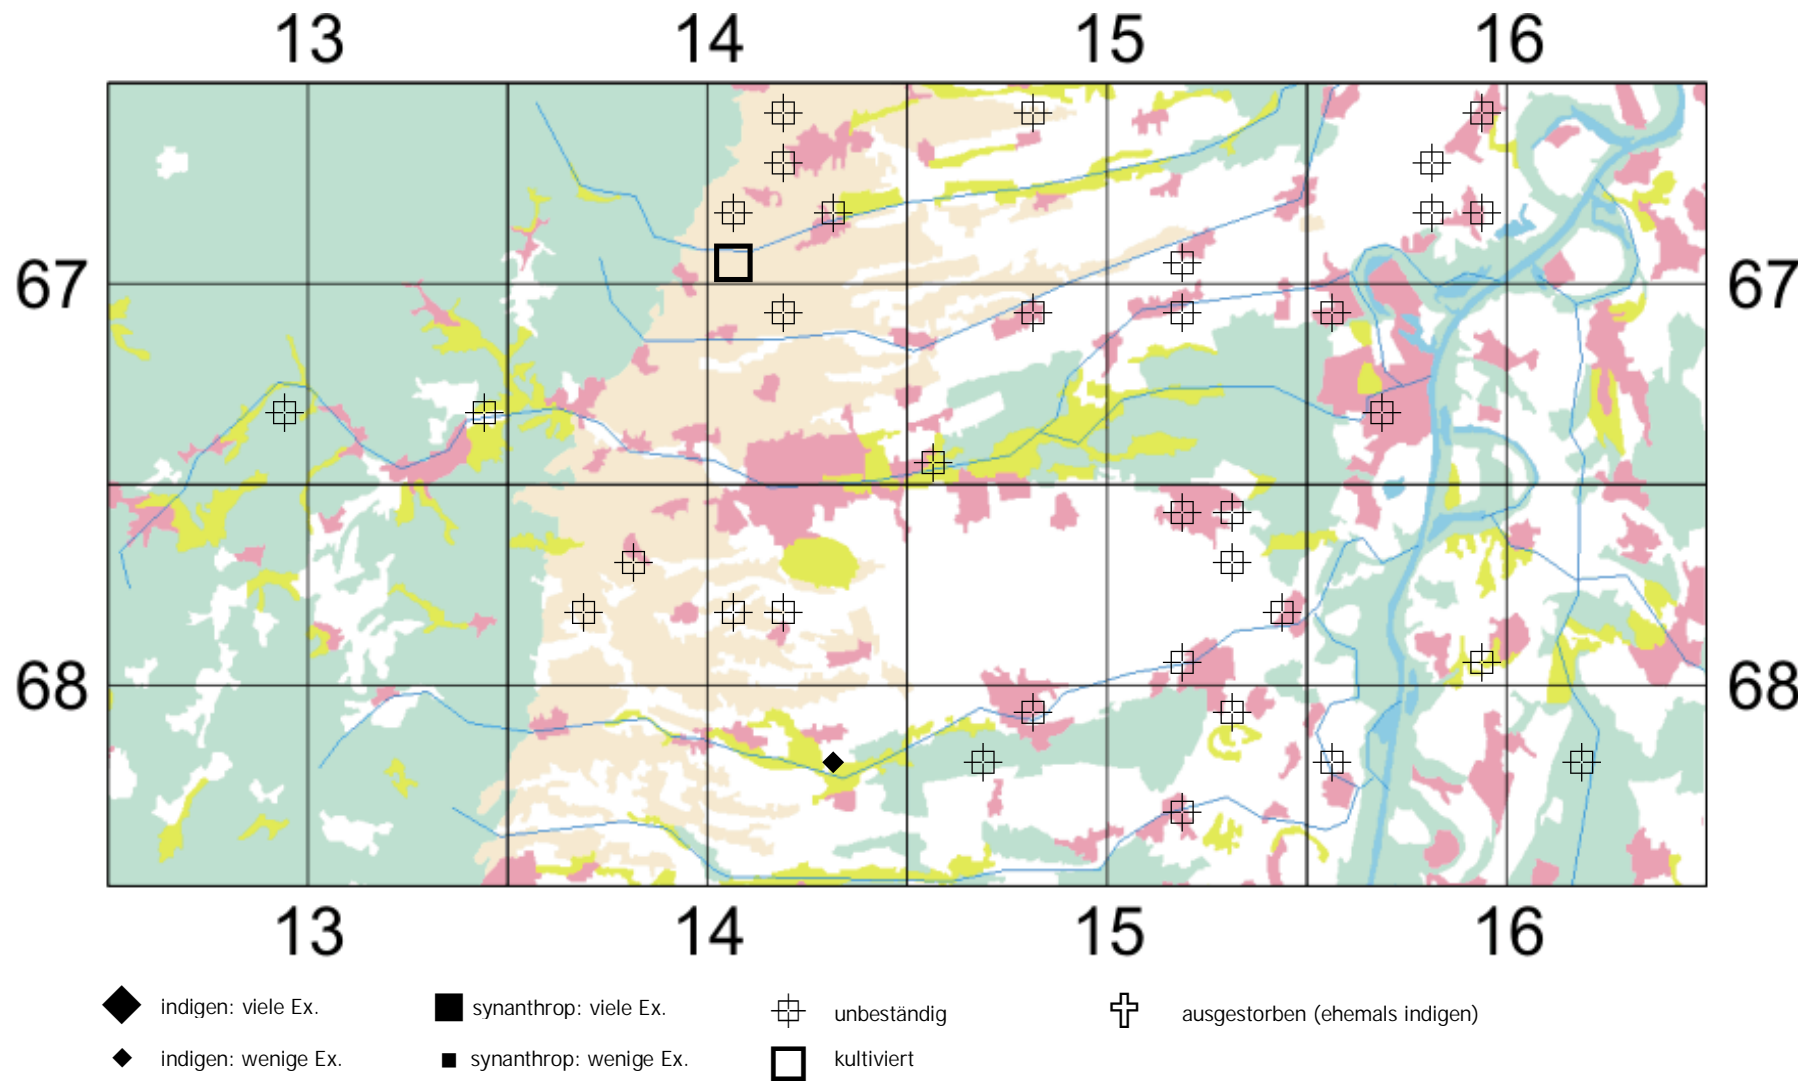 13 14 15 16
67 67
68 68
13 14 15 16
indigen: viele Ex. synanthrop: viele Ex. unbeständig ausgestorben (ehemals indigen)
indigen: wenige Ex. synanthrop: wenige Ex. kultiviert